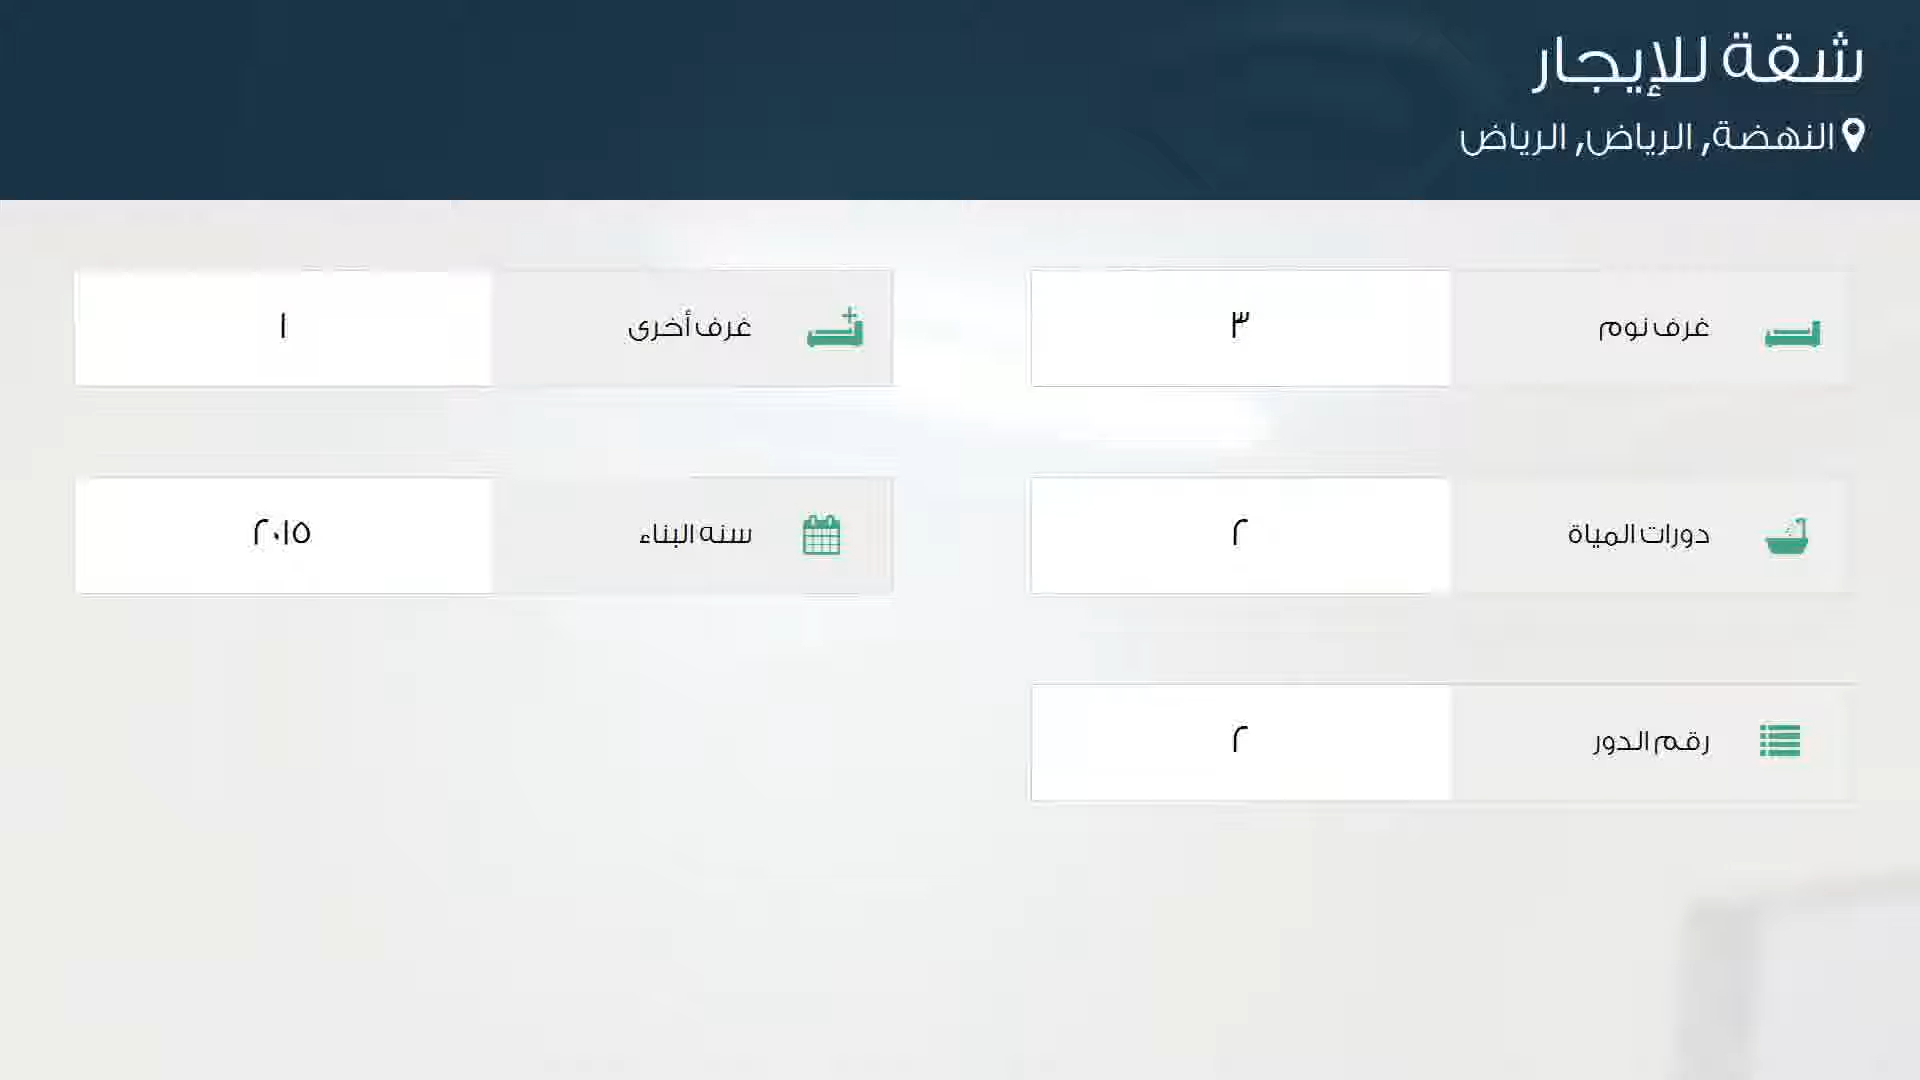 شقة للإيجار
النهضة, الرياض, الرياض
غرف نوم ٣
غرف أخرى ١
دورات المياة ٢
سنه البناء ٢٠١٥
رقم الدور ٢